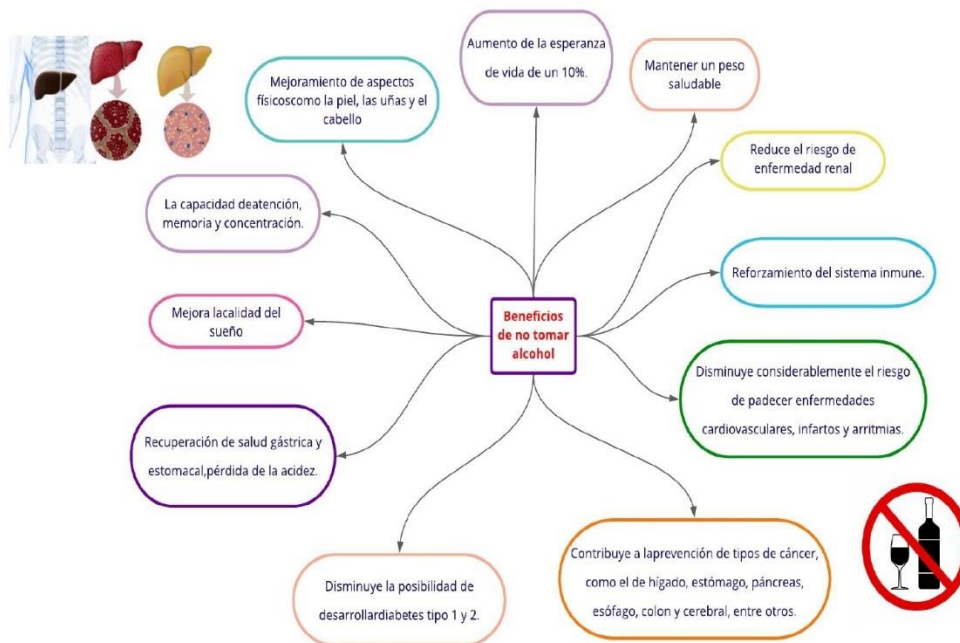 Aumento de la esperanza
de vida de un 10%.
Mantener un peso
saludable
Mejoramiento de aspectos
físicoscomo la piel, las uñas y el
cabello
Reduce el riesgo de
enfermedad renal
La capacidad deatención,
memoria y concentración.
Reforzamiento del sistema inmune.
Mejora lacalidad del
sueño
Beneficios
de no tomar
alcohol
Disminuye considerablemente el riesgo
de padecer enfermedades
cardiovasculares, infartos y arritmias.
Recuperación de salud gástrica y
estomacal,pérdida de la acidez.
Disminuye la posibilidad de
desarrollardiabetes tipo 1 y 2.
Contribuye a laprevención de tipos de cáncer,
como el de hígado, estómago, páncreas,
esófago, colon y cerebral, entre otros.